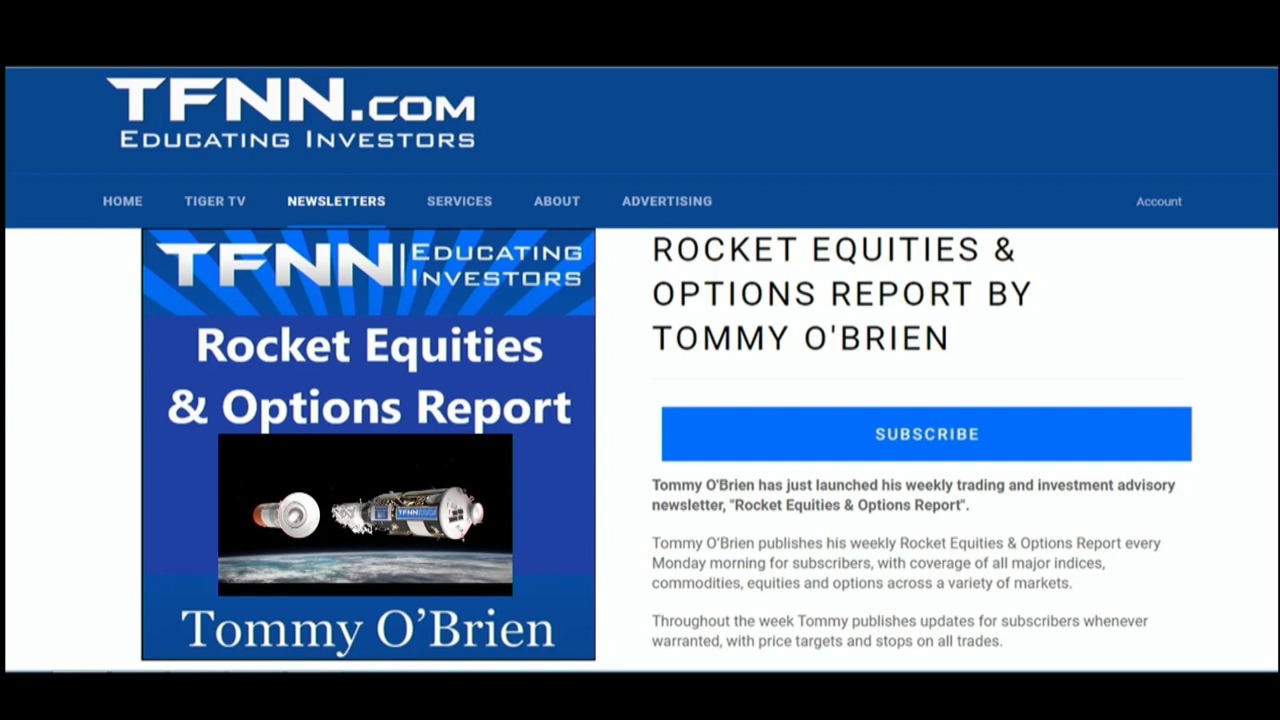 TFNN.COM
EDUCATING INVESTORS
HOME TIGER TV NEWSLETTERS SERVICES ABOUT ADVERTISING Account
TFNN EDUCATING
INVESTORS
Rocket Equities
& Options Report
TFNN
Tommy O’Brien
ROCKET EQUITIES &
OPTIONS REPORT BY
TOMMY O'BRIEN
SUBSCRIBE
Tommy O'Brien has just launched his weekly trading and investment advisory
newsletter, "Rocket Equities & Options Report".
Tommy O’Brien publishes his weekly Rocket Equities & Options Report every
Monday morning for subscribers, with coverage of all major indices,
commodities, equities and options across a variety of markets.
Throughout the week Tommy publishes updates for subscribers whenever
warranted, with price targets and stops on all trades.